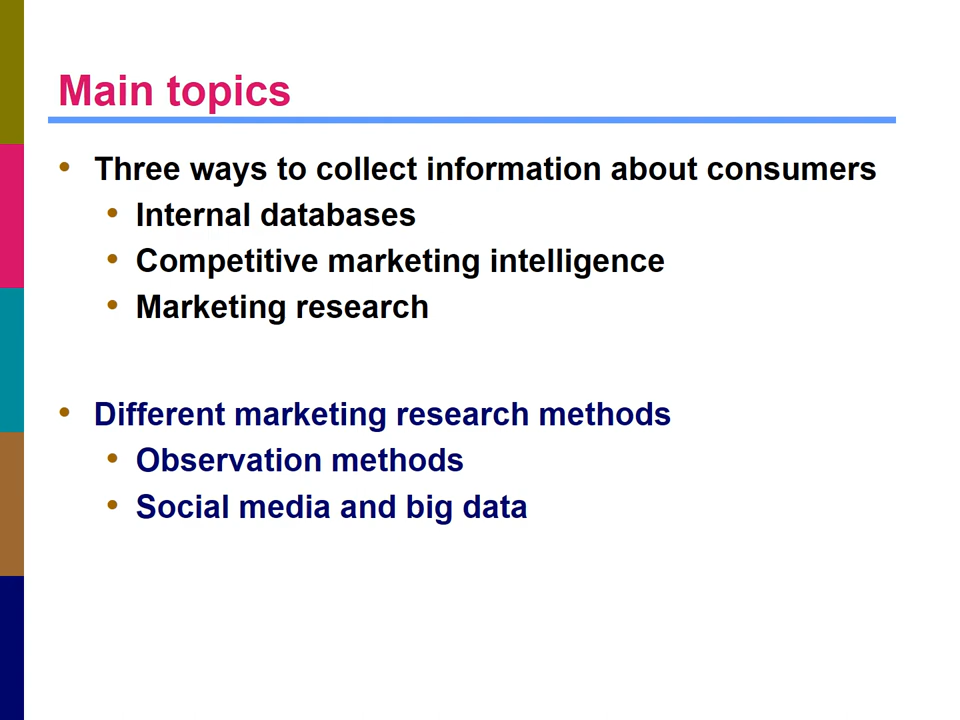 Main topics
• Three ways to collect information about consumers
• Internal databases
• Competitive marketing intelligence
• Marketing research
• Different marketing research methods
• Observation methods
• Social media and big data